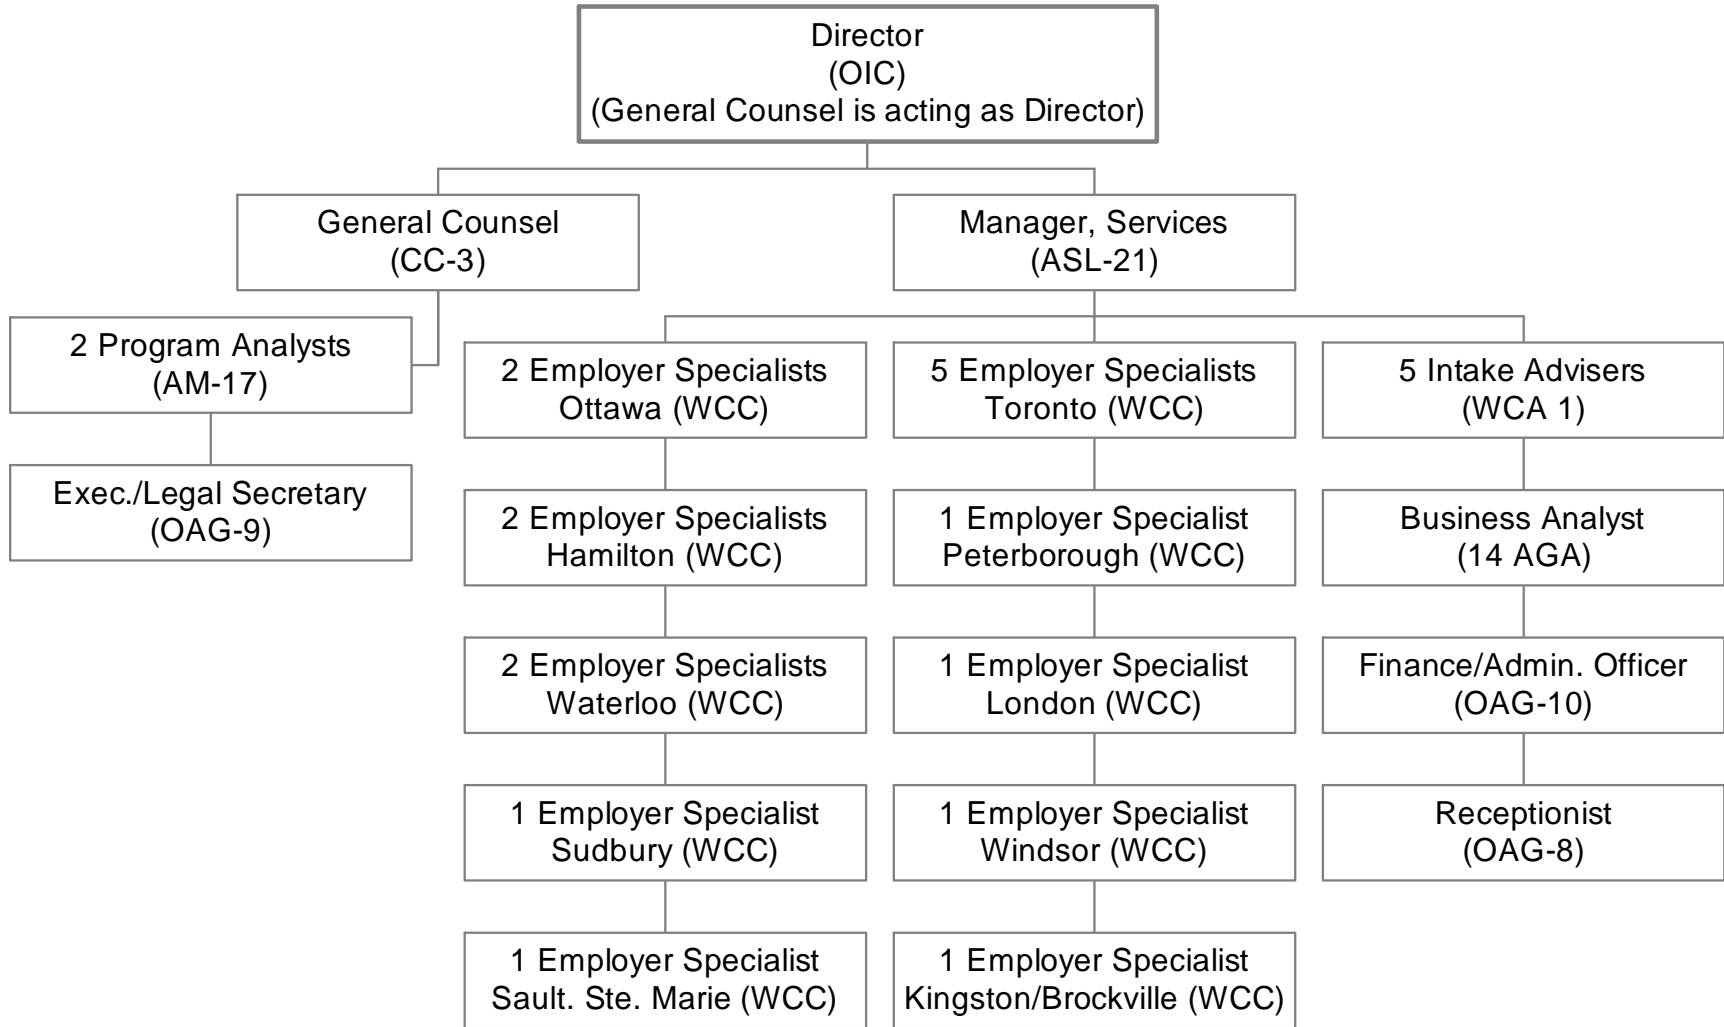 Director
(OIC)
(General Counsel is acting as Director)
General Counsel
(CC-3)
Manager, Services
(ASL-21)
2 Program Analysts
(AM-17)
Exec./Legal Secretary
(OAG-9)
2 Employer Specialists
Ottawa (WCC)
2 Employer Specialists
Hamilton (WCC)
2 Employer Specialists
Waterloo (WCC)
1 Employer Specialist
Sudbury (WCC)
1 Employer Specialist
Sault. Ste. Marie (WCC)
5 Employer Specialists
Toronto (WCC)
1 Employer Specialist
Peterborough (WCC)
1 Employer Specialist
London (WCC)
1 Employer Specialist
Windsor (WCC)
1 Employer Specialist
Kingston/Brockville (WCC)
5 Intake Advisers
(WCA 1)
Business Analyst
(14 AGA)
Finance/Admin. Officer
(OAG-10)
Receptionist
(OAG-8)